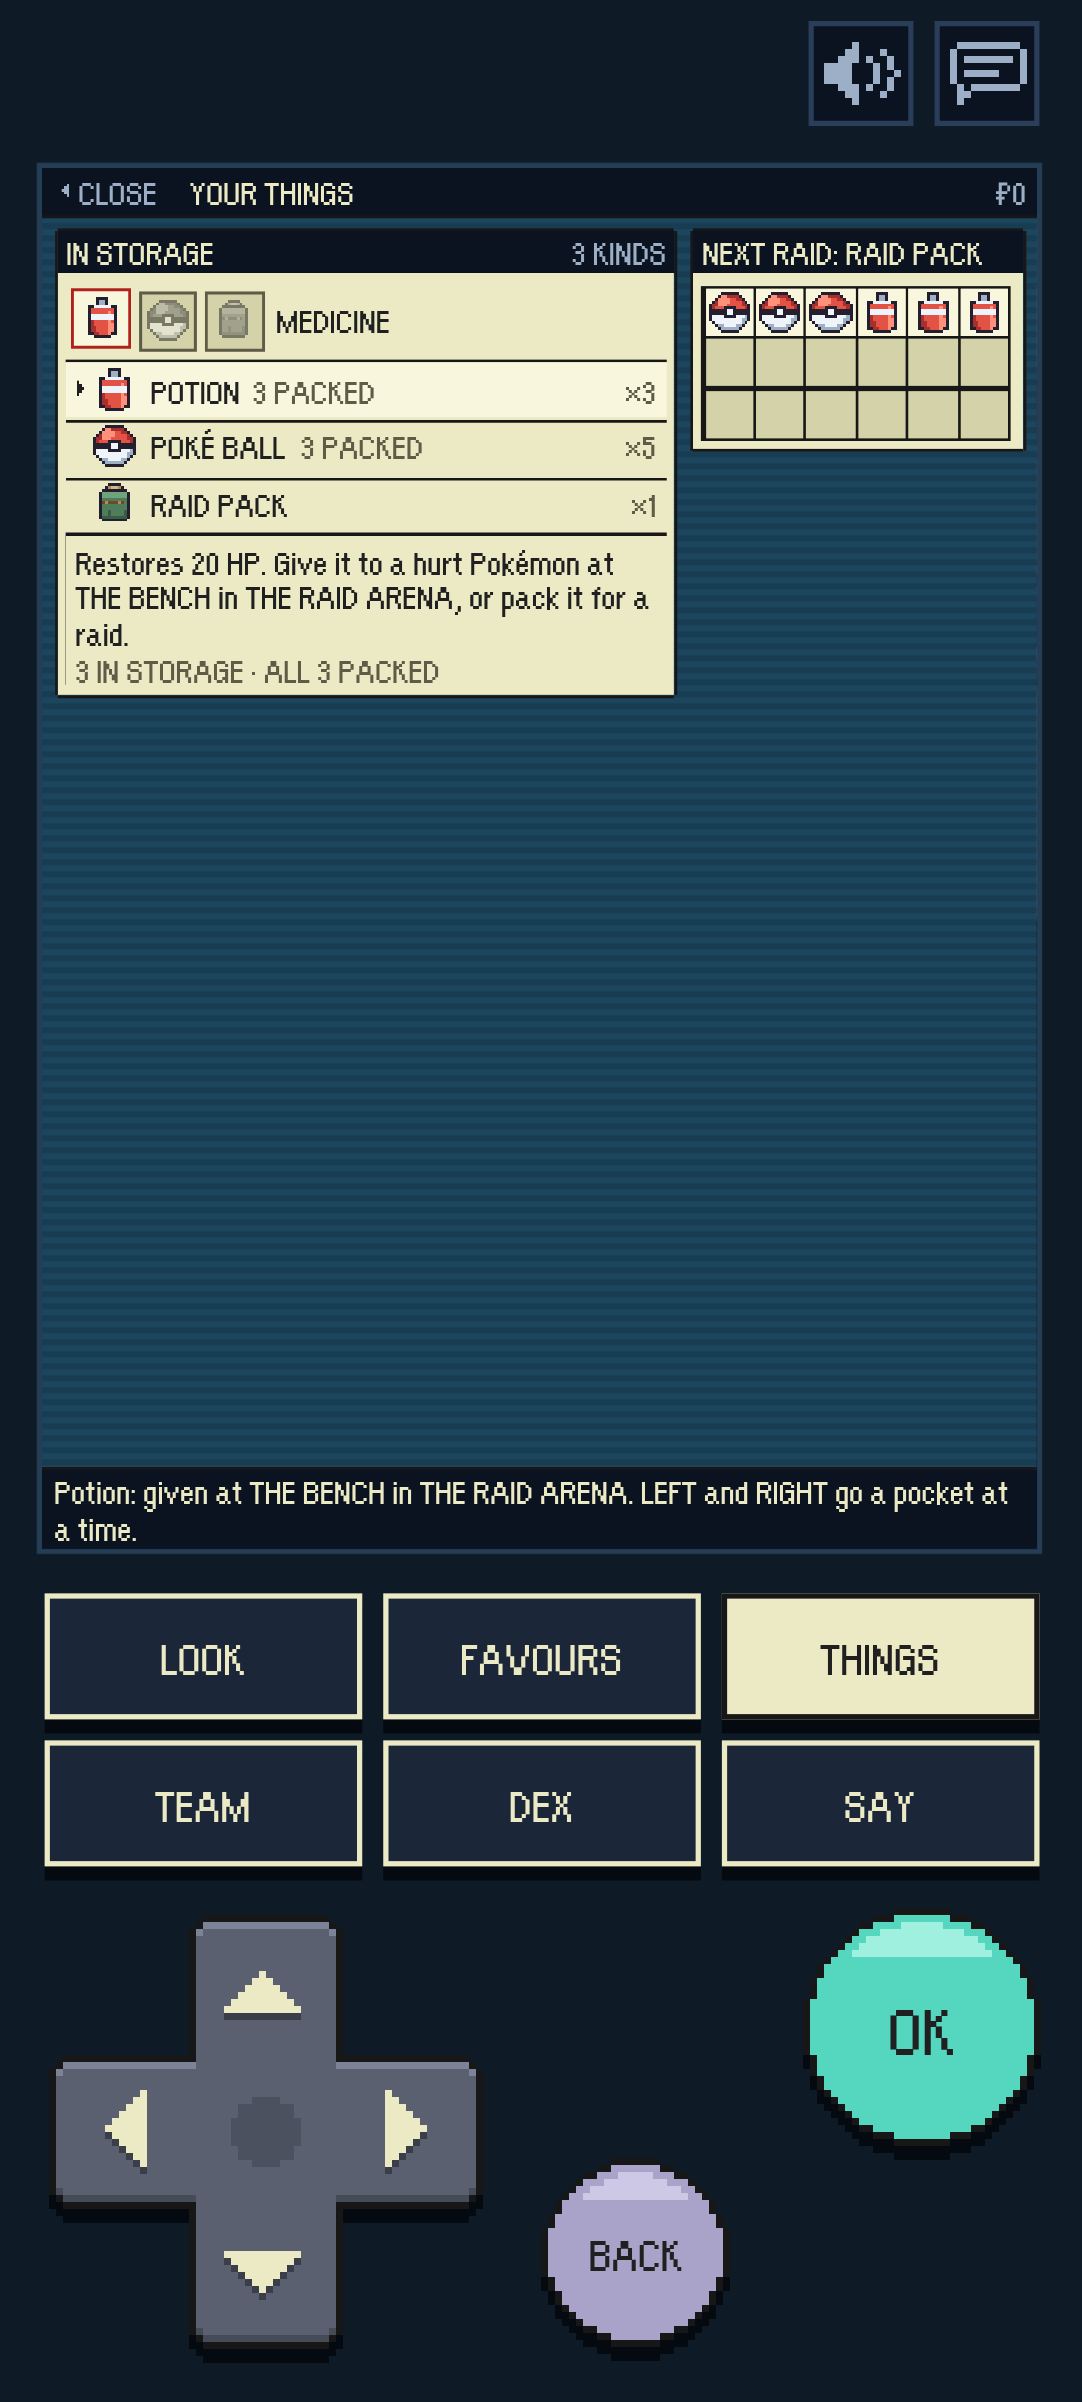 CLOSE YOUR THINGS ₽0
IN STORAGE 3 KINDS
MEDICINE
POTION 3 PACKED ×3
POKÉ BALL 3 PACKED ×5
RAID PACK ×1
Restores 20 HP. Give it to a hurt Pokémon at
THE BENCH in THE RAID ARENA, or pack it for a
raid.
3 IN STORAGE · ALL 3 PACKED
NEXT RAID: RAID PACK
Potion: given at THE BENCH in THE RAID ARENA. LEFT and RIGHT go a pocket at
a time.
LOOK FAVOURS THINGS
TEAM DEX SAY
OK
BACK